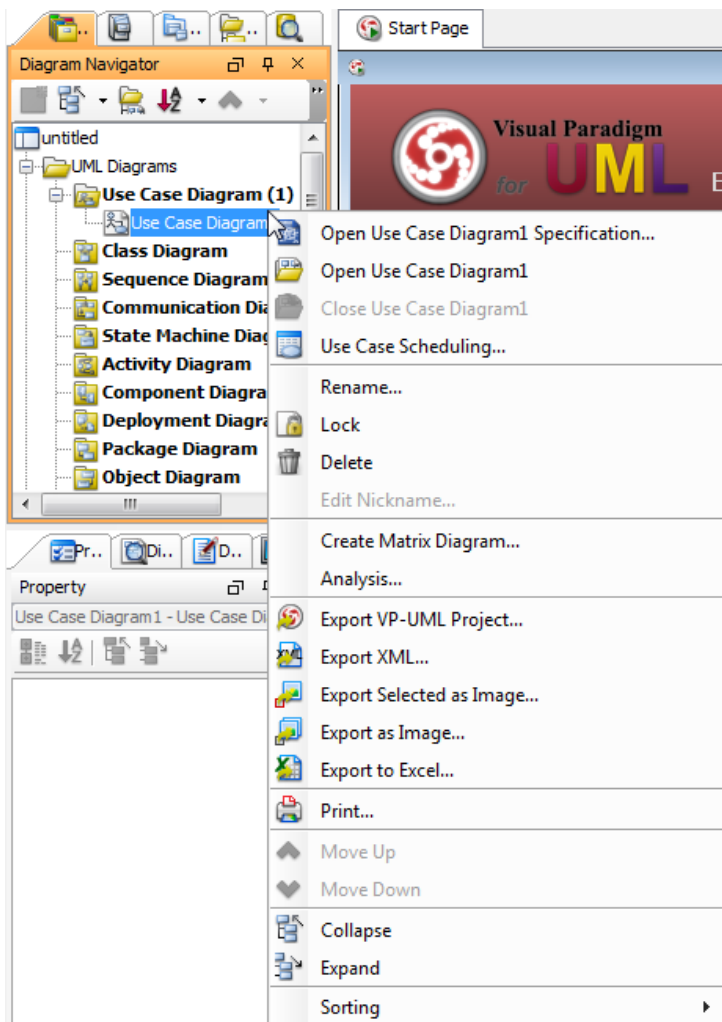 Start Page
Diagram Navigator
Visual Paradigm
for UML E
untitled
UML Diagrams
Use Case Diagram (1)
Use Case Diagram
Class Diagram
Sequence Diagram
Communication Dia
State Machine Diag
Activity Diagram
Component Diagra
Deployment Diagra
Package Diagram
Object Diagram
Pr..
Di..
D..
Property
Use Case Diagram1 - Use Case Di
Open Use Case Diagram1 Specification...
Open Use Case Diagram1
Close Use Case Diagram1
Use Case Scheduling...
Rename...
Lock
Delete
Edit Nickname...
Create Matrix Diagram...
Analysis...
Export VP-UML Project...
Export XML...
Export Selected as Image...
Export as Image...
Export to Excel...
Print...
Move Up
Move Down
Collapse
Expand
Sorting